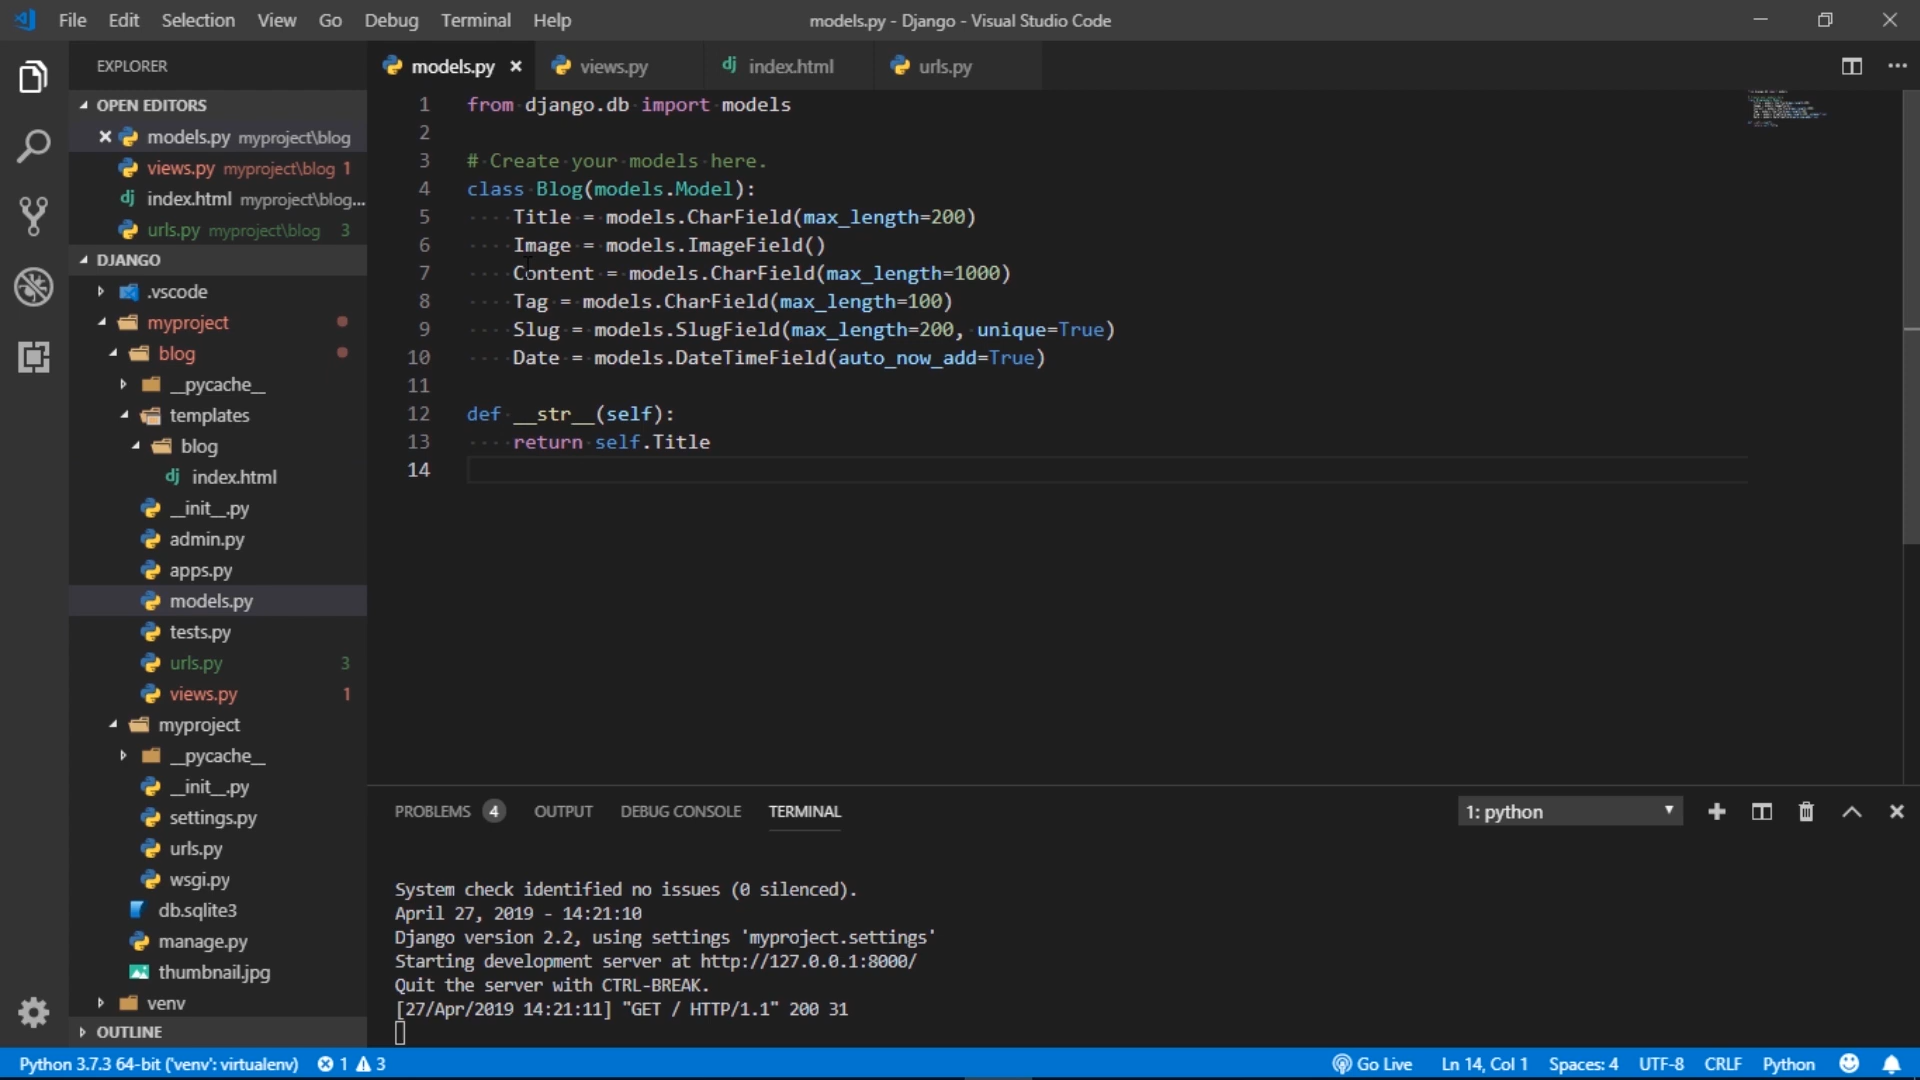 File Edit Selection View Go Debug Terminal Help
models.py - Django - Visual Studio Code
EXPLORER
OPEN EDITORS
models.py myproject\blog
views.py myproject\blog 1
index.html myproject\blog...
urls.py myproject\blog 3
DJANGO
.vscode
myproject
blog
__pycache__
templates
blog
index.html
__init__.py
admin.py
apps.py
models.py
tests.py
urls.py 3
views.py 1
myproject
__pycache__
__init__.py
settings.py
urls.py
wsgi.py
db.sqlite3
manage.py
thumbnail.jpg
venv
OUTLINE
models.py views.py index.html urls.py
1 from django.db import models
2
3 # Create your models here.
4 class Blog(models.Model):
5     Title = models.CharField(max_length=200)
6     Image = models.ImageField()
7     Content = models.CharField(max_length=1000)
8     Tag = models.CharField(max_length=100)
9     Slug = models.SlugField(max_length=200, unique=True)
10     Date = models.DateTimeField(auto_now_add=True)
11
12 def __str__(self):
13     return self.Title
14
PROBLEMS 4 OUTPUT DEBUG CONSOLE TERMINAL 1: python
System check identified no issues (0 silenced).
April 27, 2019 - 14:21:10
Django version 2.2, using settings 'myproject.settings'
Starting development server at http://127.0.0.1:8000/
Quit the server with CTRL-BREAK.
[27/Apr/2019 14:21:11] "GET / HTTP/1.1" 200 31
Python 3.7.3 64-bit ('venv': virtualenv) 1 3 Go Live Ln 14, Col 1 Spaces: 4 UTF-8 CRLF Python